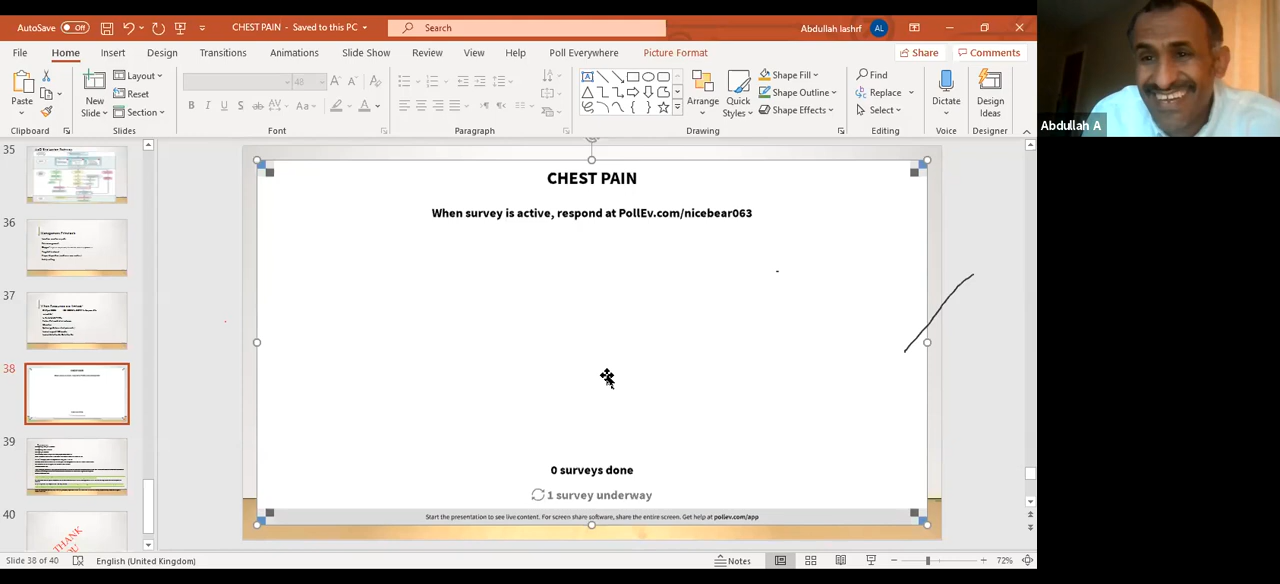 AutoSave Off CHEST PAIN - Saved to this PC Search Abdullah lashrf AL
File Home Insert Design Transitions Animations Slide Show Review View Help Poll Everywhere Picture Format Share Comments
Paste
New
Slide
Layout
Reset
Section
48
B I U S ab AV Aa A
Arrange
Quick
Styles
Shape Fill
Shape Outline
Shape Effects
Find
Replace
Select
Dictate
Design
Ideas
Clipboard Slides Font Paragraph Drawing Editing Voice Designer
Abdullah A
35
36
37
38
39
40
THANK
CHEST PAIN
When survey is active, respond at PollEv.com/nicebear063
0 surveys done
1 survey underway
Start the presentation to see live content. For screen share software, share the entire screen. Get help at pollev.com/app
Slide 38 of 40 English (United Kingdom) Notes 72%